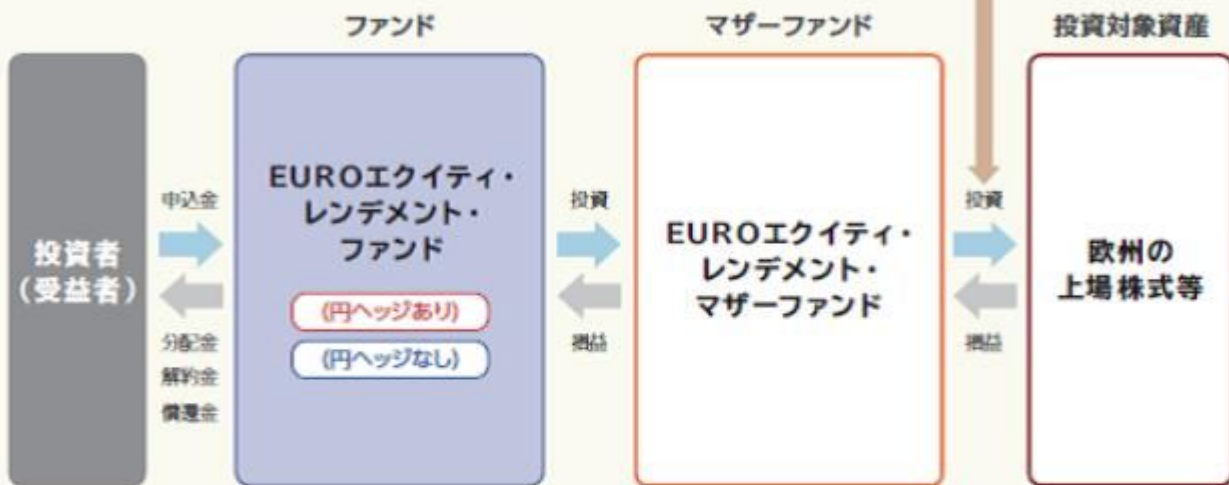 ファンド
マザーファンド
投資対象資産
投資者
（受益者）
申込金
分配金
解約金
償還金
EUROエクイティ・
レンデメント・
ファンド
(円ヘッジあり)
(円ヘッジなし)
投資
損益
EUROエクイティ・
レンデメント・
マザーファンド
投資
損益
欧州の
上場株式等